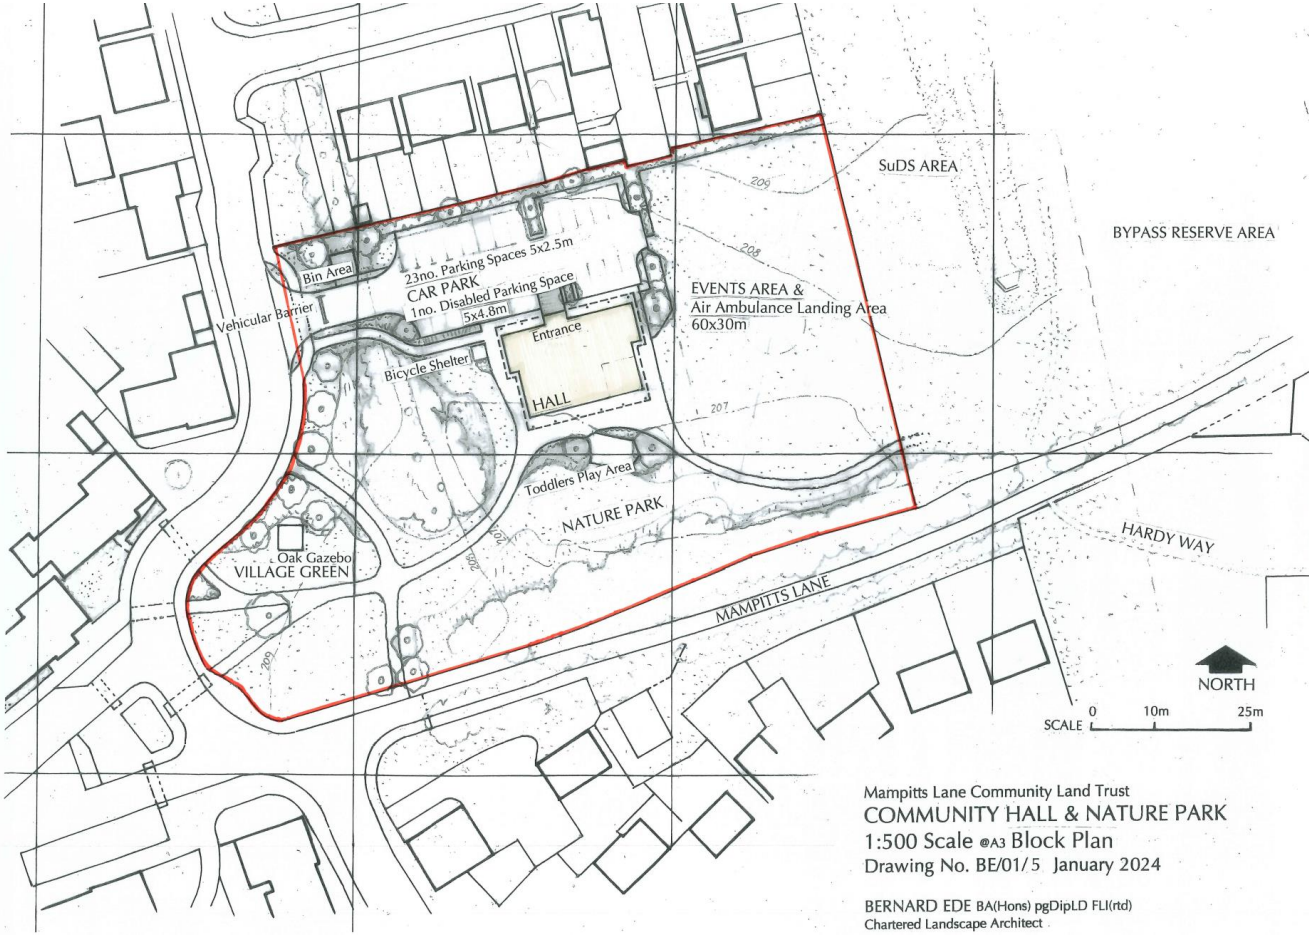 SuDS AREA
BYPASS RESERVE AREA
209
208
Bin Area
23no. Parking Spaces 5x2.5m
CAR PARK
1no. Disabled Parking Space
5x4.8m
Vehicular Barrier
EVENTS AREA &
Air Ambulance Landing Area
60x30m
Entrance
Bicycle Shelter
HALL
207
Toddlers Play Area
NATURE PARK
207
208
Oak Gazebo
VILLAGE GREEN
209
HARDY WAY
MAMPITTS LANE
NORTH
SCALE
0 10m 25m
Mampitts Lane Community Land Trust
COMMUNITY HALL & NATURE PARK
1:500 Scale @A3 Block Plan
Drawing No. BE/01/5 January 2024
BERNARD EDE BA(Hons) pgDipLD FLI(rtd)
Chartered Landscape Architect